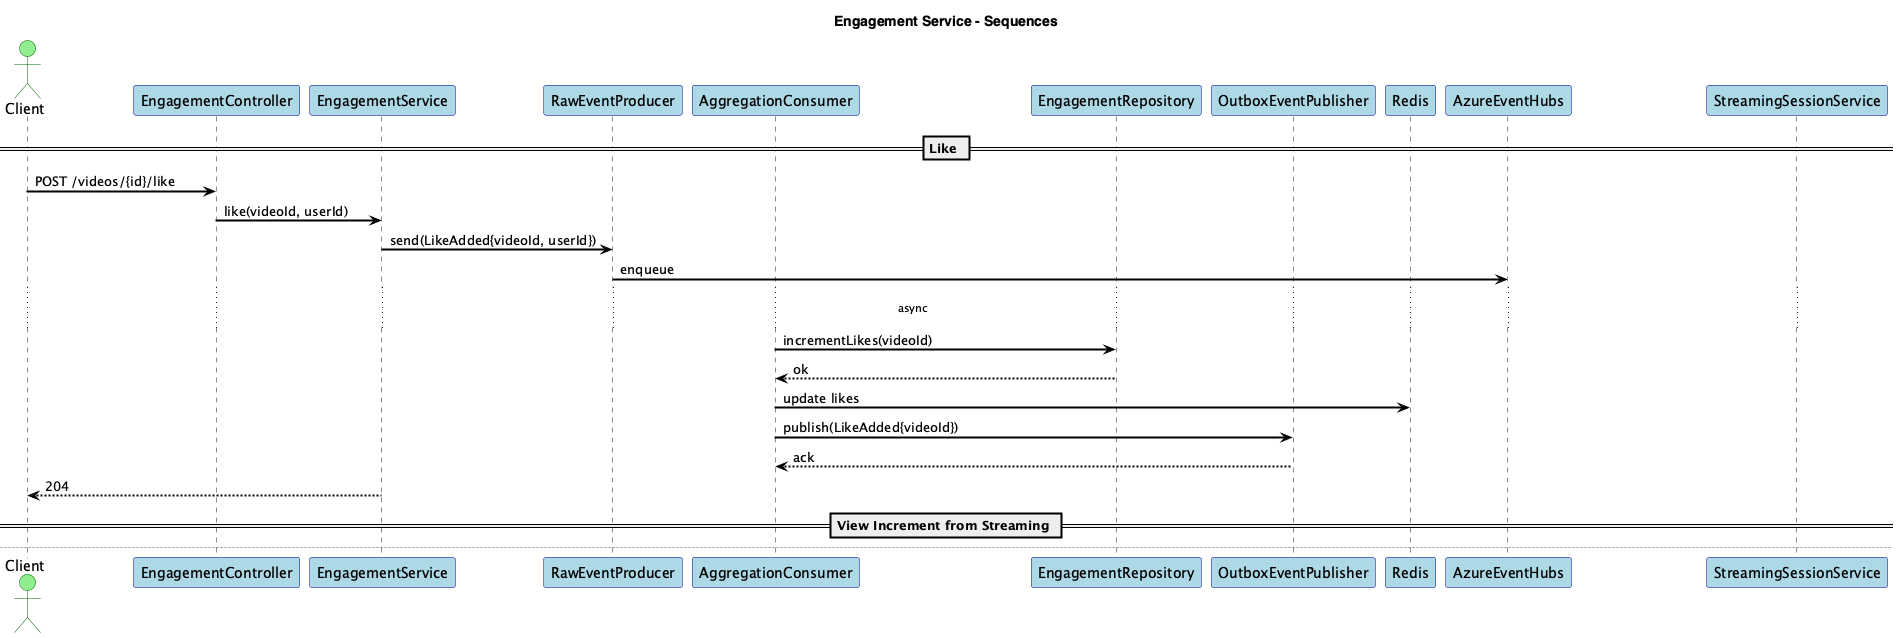 Engagement Service - Sequences
Client
EngagementController
EngagementService
RawEventProducer
AggregationConsumer
EngagementRepository
OutboxEventPublisher
Redis
AzureEventHubs
StreamingSessionService
Like
POST /videos/{id}/like
like(videoId, userId)
send(LikeAdded{videoId, userId})
enqueue
async
incrementLikes(videoId)
ok
update likes
publish(LikeAdded{videoId})
ack
204
View Increment from Streaming
Client
EngagementController
EngagementService
RawEventProducer
AggregationConsumer
EngagementRepository
OutboxEventPublisher
Redis
AzureEventHubs
StreamingSessionService